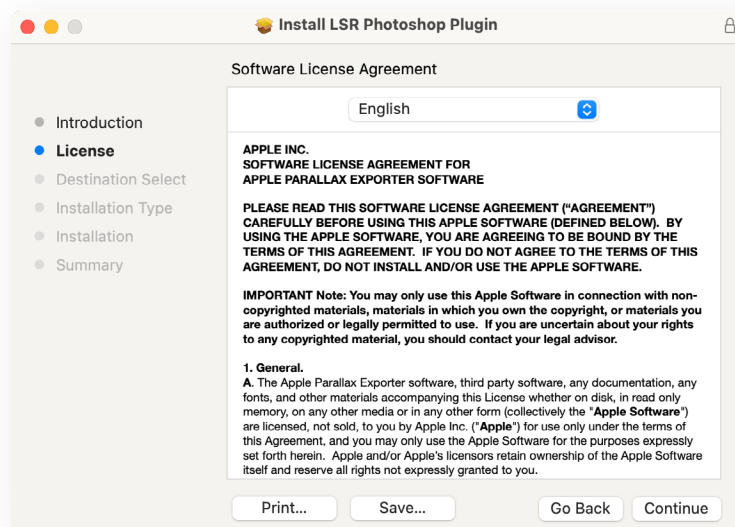 Install LSR Photoshop Plugin
Software License Agreement
Introduction
License
Destination Select
Installation Type
Installation
Summary
English
APPLE INC.
SOFTWARE LICENSE AGREEMENT FOR
APPLE PARALLAX EXPORTER SOFTWARE
PLEASE READ THIS SOFTWARE LICENSE AGREEMENT (“AGREEMENT”)
CAREFULLY BEFORE USING THIS APPLE SOFTWARE (DEFINED BELOW).  BY
USING THE APPLE SOFTWARE, YOU ARE AGREEING TO BE BOUND BY THE
TERMS OF THIS AGREEMENT.  IF YOU DO NOT AGREE TO THE TERMS OF THIS
AGREEMENT, DO NOT INSTALL AND/OR USE THE APPLE SOFTWARE.
IMPORTANT Note: You may only use this Apple Software in connection with non-
copyrighted materials, materials in which you own the copyright, or materials you
are authorized or legally permitted to use.  If you are uncertain about your rights
to any copyrighted material, you should contact your legal advisor.
1. General.
A. The Apple Parallax Exporter software, third party software, any documentation, any
fonts, and other materials accompanying this License whether on disk, in read only
memory, on any other media or in any other form (collectively the "Apple Software")
are licensed, not sold, to you by Apple Inc. ("Apple") for use only under the terms of
this Agreement, and you may only use the Apple Software for the purposes expressly
set forth herein.  Apple and/or Apple’s licensors retain ownership of the Apple Software
itself and reserve all rights not expressly granted to you.
Print...
Save...
Go Back
Continue